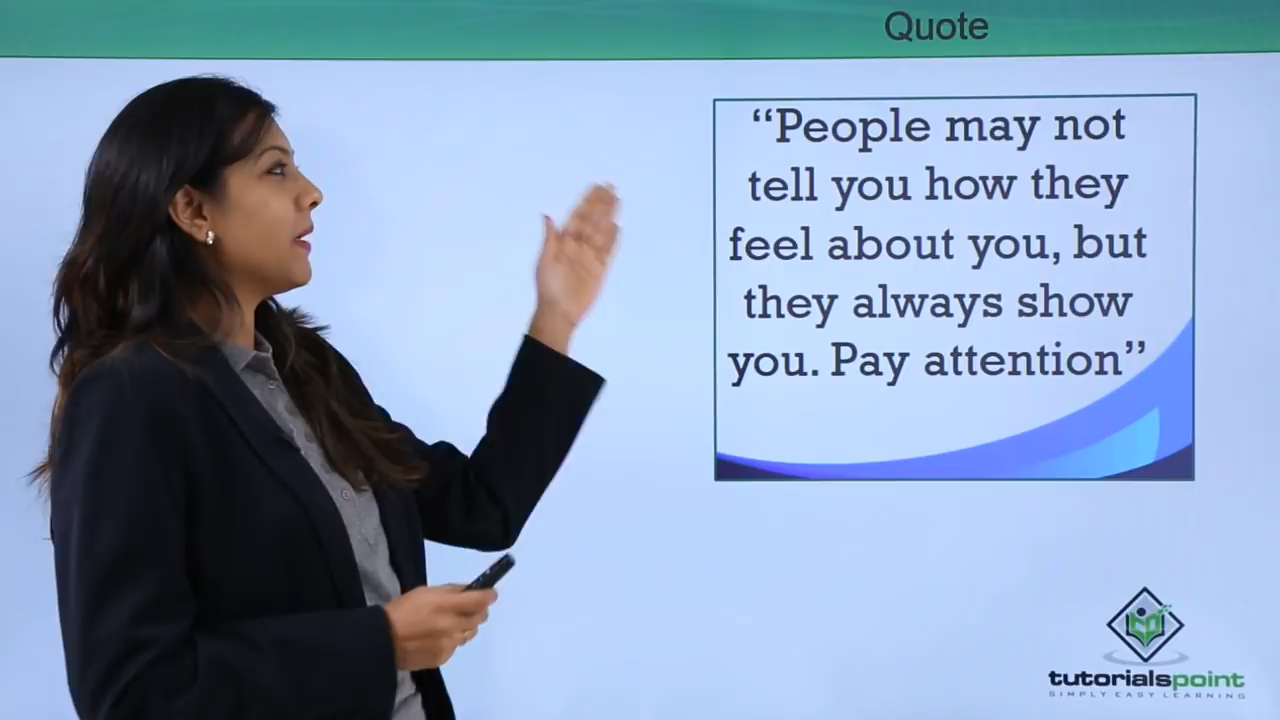 Quote
“People may not
tell you how they
feel about you, but
they always show
you. Pay attention”
tutorialspoint
SIMPLY EASY LEARNING